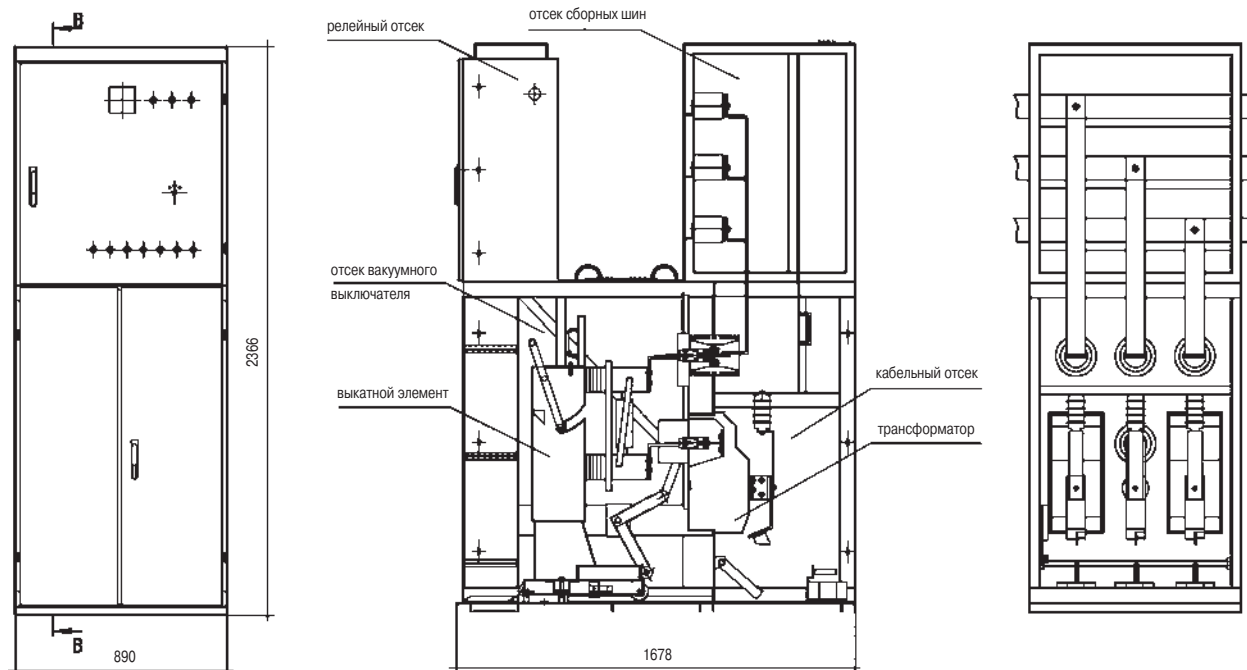 B
релейный отсек
отсек сборных шин
отсек вакуумного
выключателя
2366
выкатной элемент
кабельный отсек
трансформатор
B
890
1678